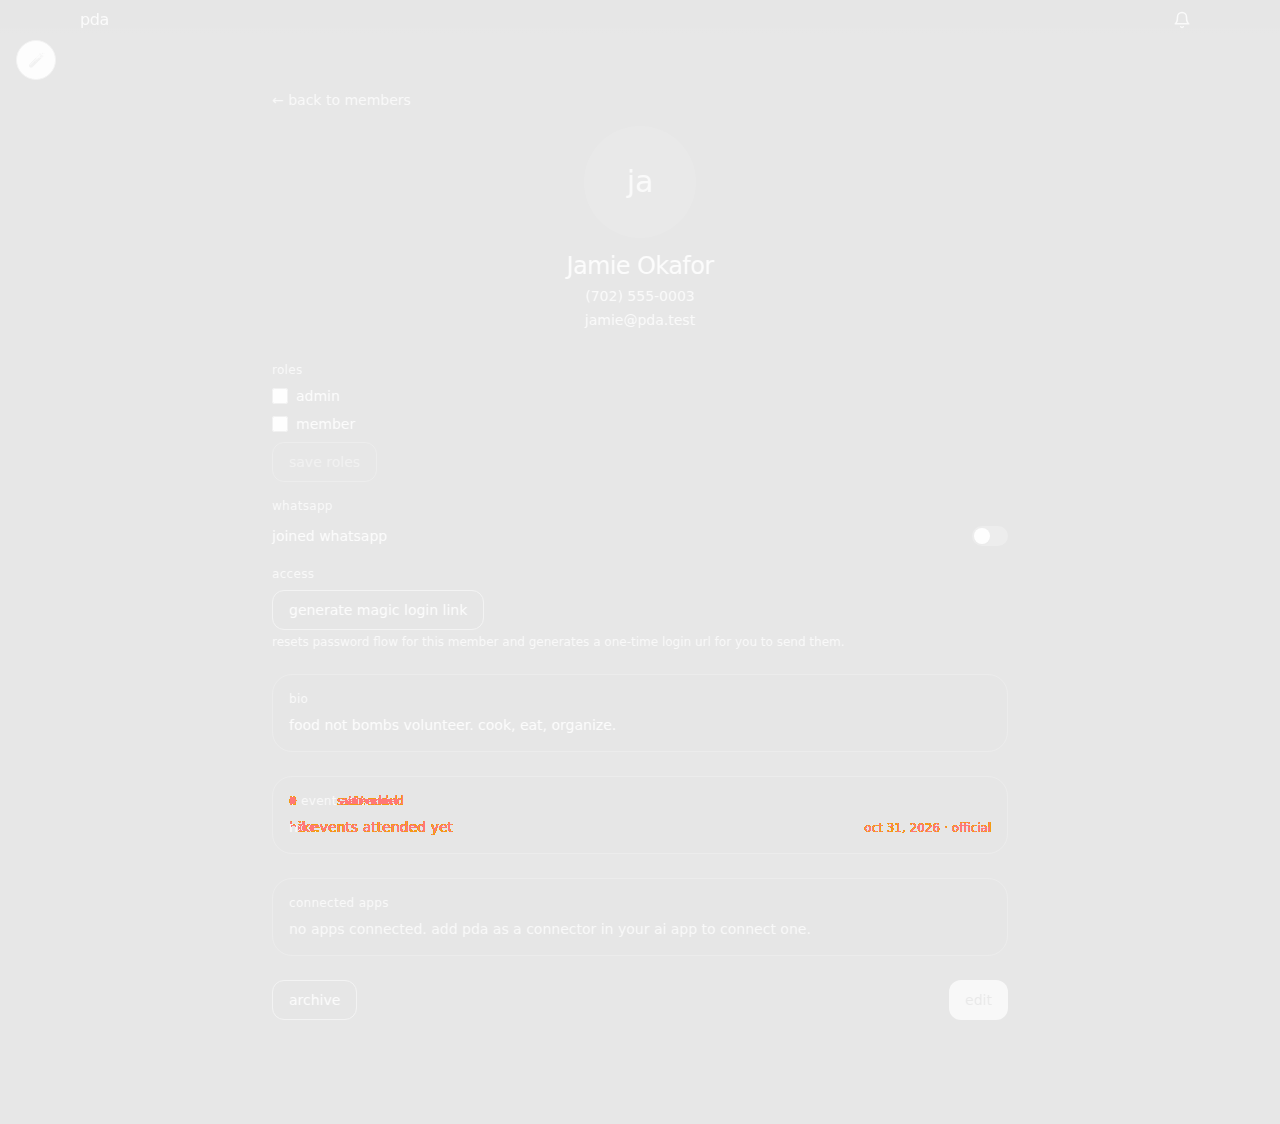 pda
← back to members
ja
Jamie Okafor
(702) 555-0003
jamie@pda.test
roles
admin
member
save roles
whatsapp
joined whatsapp
access
generate magic login link
resets password flow for this member and generates a one-time login url for you to send them.
bio
food not bombs volunteer. cook, eat, organize.
events attended yet
oct 31, 2026 · official
connected apps
no apps connected. add pda as a connector in your ai app to connect one.
archive
edit